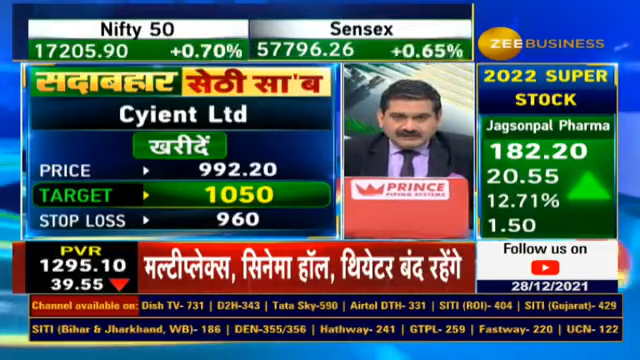 Nifty 50
17205.90 +0.70%
Sensex
57796.26 +0.65%
ZEE BUSINESS
सदाबहार सेठी सा'ब
Cyient Ltd
खरीदें
PRICE 992.20
TARGET 1050
STOP LOSS 960
PRINCE
PIPING SYSTEMS
2022 SUPER
STOCK
Jagsonpal Pharma
182.20
20.55
12.71%
1.50
PVR
1295.10
39.55
मल्टीप्लेक्स, सिनेमा हॉल, थियेटर बंद रहेंगे
Follow us on
28/12/2021
Channel available on: Dish TV- 731 | D2H-343 | Tata Sky-590 | Airtel DTH- 331 | SITI (ROI)- 404 | SITI (Gujarat)- 429
SITI (Bihar & Jharkhand, WB)- 186 | DEN-355/356 | Hathway- 241 | GTPL- 259 | Fastway- 220 | UCN- 122